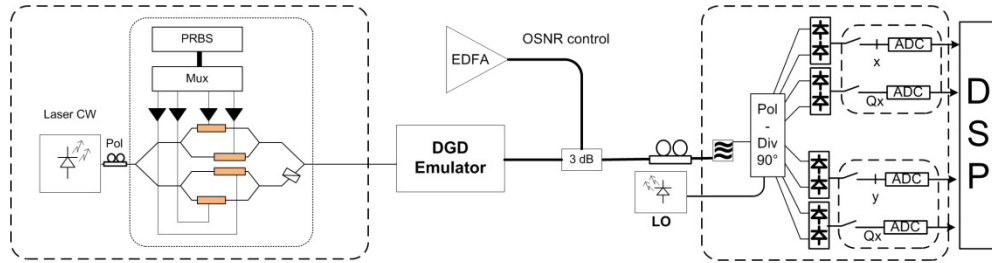 PRBS
Mux
Laser CW
Pol
EDFA
OSNR control
DGD
Emulator
3 dB
LO
Pol
-
Div
90°
x
ADC
Qx
ADC
y
ADC
Qx
ADC
DSP